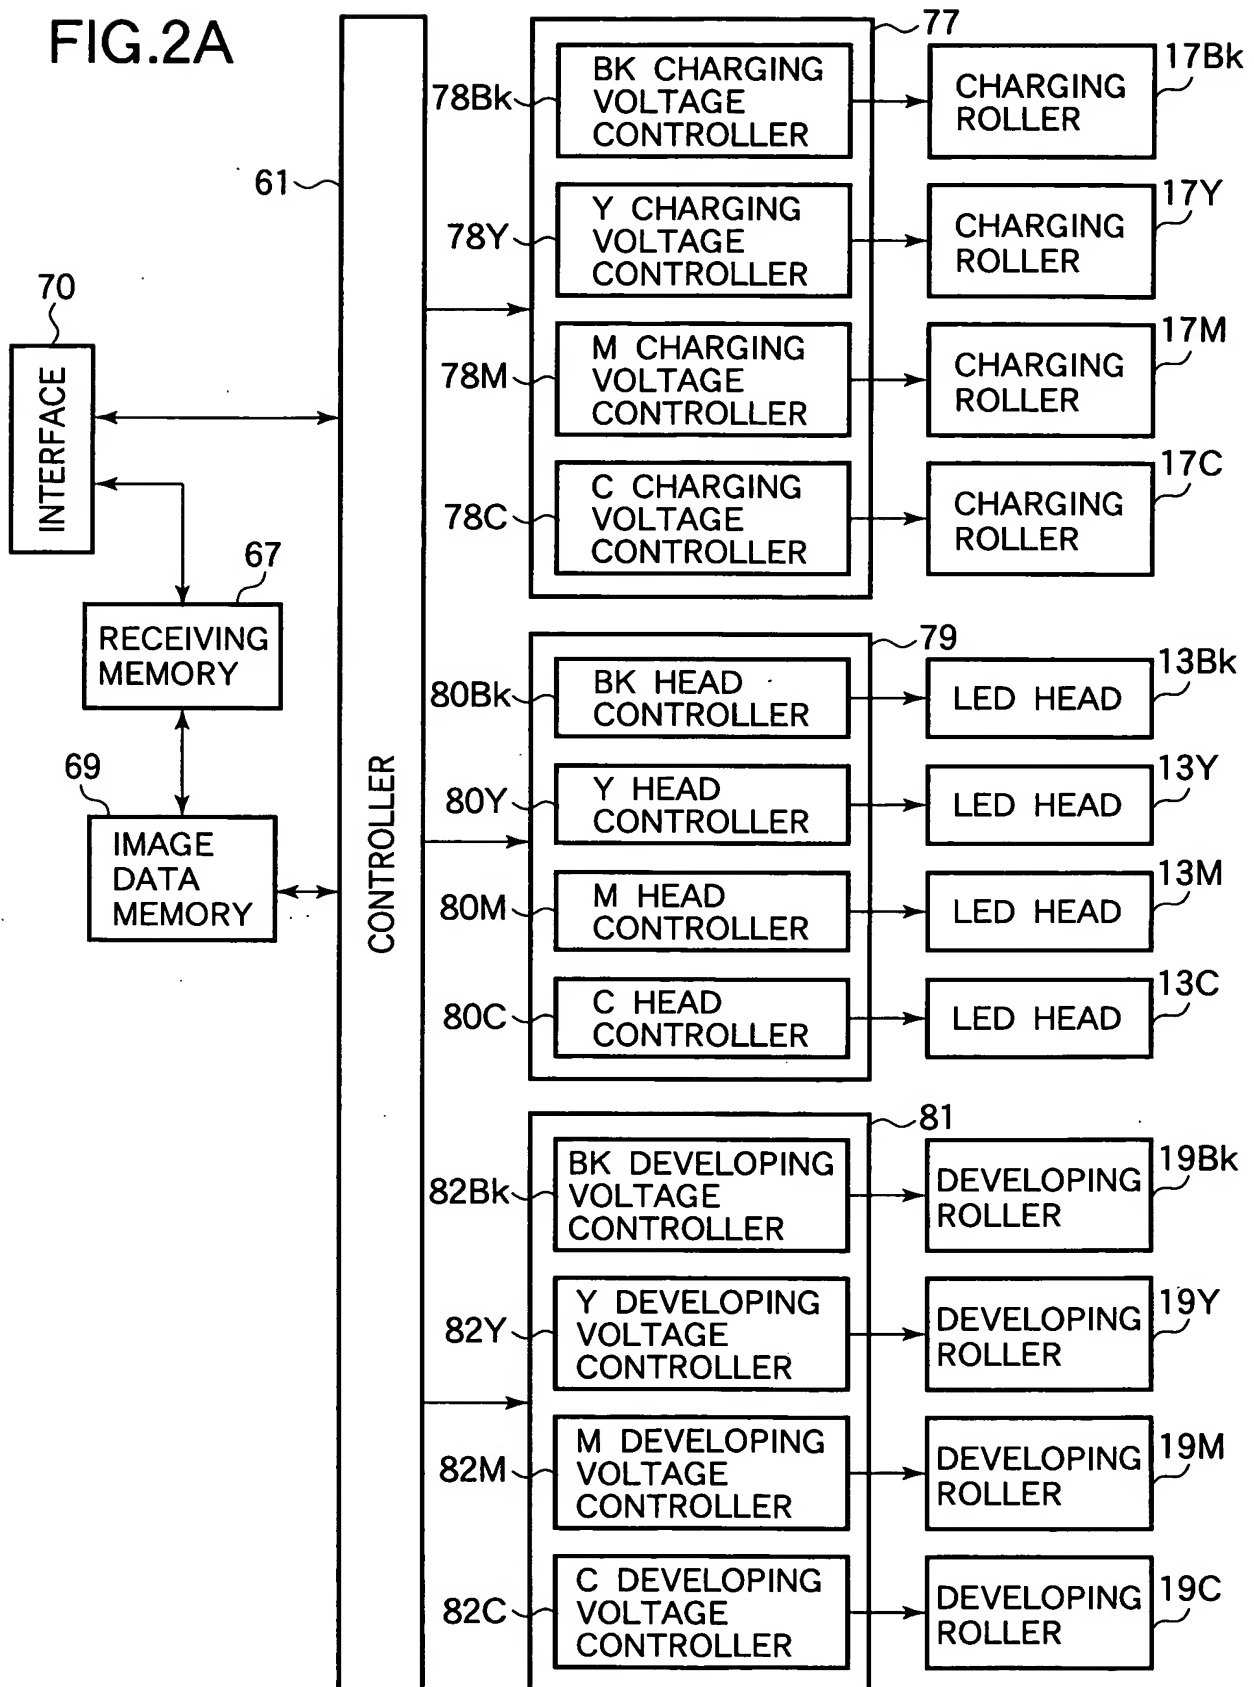 FIG.2A
77
BK CHARGING
VOLTAGE
CONTROLLER
78Bk
CHARGING
ROLLER
17Bk
61
Y CHARGING
VOLTAGE
CONTROLLER
78Y
CHARGING
ROLLER
17Y
70
INTERFACE
M CHARGING
VOLTAGE
CONTROLLER
78M
CHARGING
ROLLER
17M
C CHARGING
VOLTAGE
CONTROLLER
78C
CHARGING
ROLLER
17C
67
RECEIVING
MEMORY
69
IMAGE
DATA
MEMORY
CONTROLLER
79
80Bk
BK HEAD
CONTROLLER
LED HEAD
13Bk
80Y
Y HEAD
CONTROLLER
LED HEAD
13Y
80M
M HEAD
CONTROLLER
LED HEAD
13M
80C
C HEAD
CONTROLLER
LED HEAD
13C
81
82Bk
BK DEVELOPING
VOLTAGE
CONTROLLER
DEVELOPING
ROLLER
19Bk
82Y
Y DEVELOPING
VOLTAGE
CONTROLLER
DEVELOPING
ROLLER
19Y
82M
M DEVELOPING
VOLTAGE
CONTROLLER
DEVELOPING
ROLLER
19M
82C
C DEVELOPING
VOLTAGE
CONTROLLER
DEVELOPING
ROLLER
19C